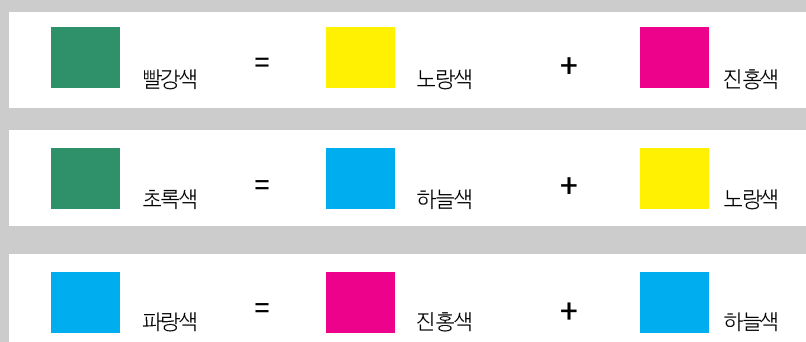 빨강색 = 노랑색 + 진홍색
초록색 = 하늘색 + 노랑색
파랑색 = 진홍색 + 하늘색